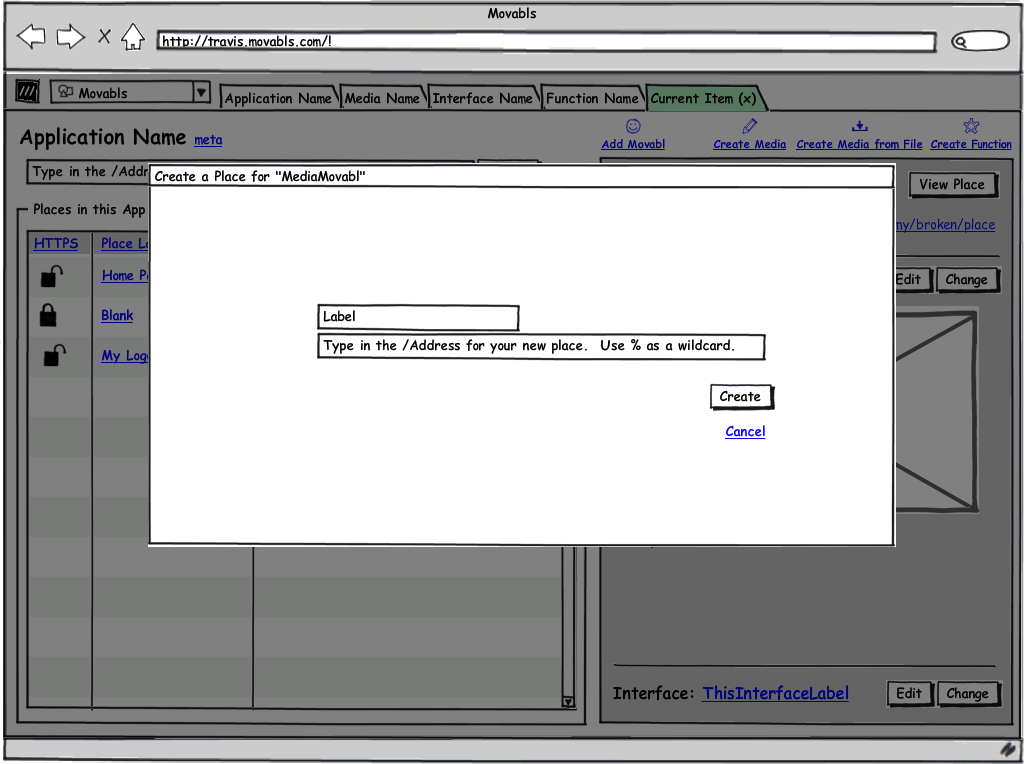 Movabls
http://travis.movabls.com/!
Movabls
Application Name
Media Name
Interface Name
Function Name
Current Item (x)
Application Name meta
Add Movabl
Create Media
Create Media from File
Create Function
Type in the /Addr
Create a Place for "MediaMovabl"
View Place
Places in this App
my/broken/place
HTTPS
Place L
Home P
Edit
Change
Blank
Label
Type in the /Address for your new place. Use % as a wildcard.
My Log
Create
Cancel
Interface: ThisInterfaceLabel
Edit
Change